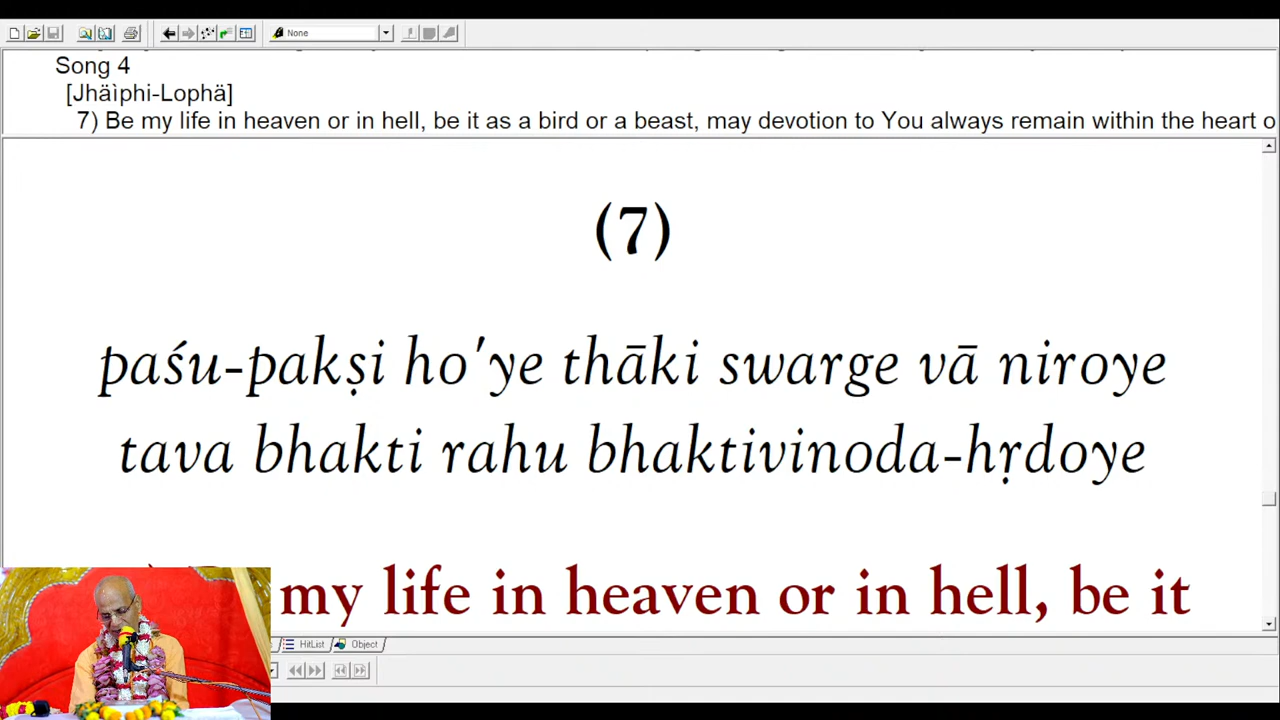 None
Song 4
[Jhäìphi-Lophä]
7) Be my life in heaven or in hell, be it as a bird or a beast, may devotion to You always remain within the heart o
(7)
paśu-pakṣi ho'ye thāki swarge vā niroye
tava bhakti rahu bhaktivinoda-hṛdoye
my life in heaven or in hell, be it
HitList Object